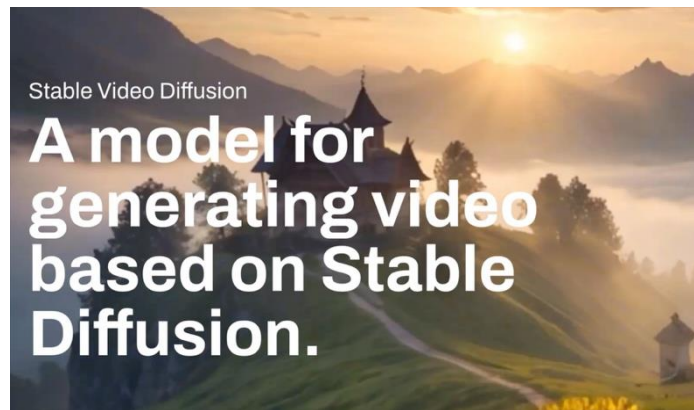 Stable Video Diffusion
A model for
generating video
based on Stable
Diffusion.